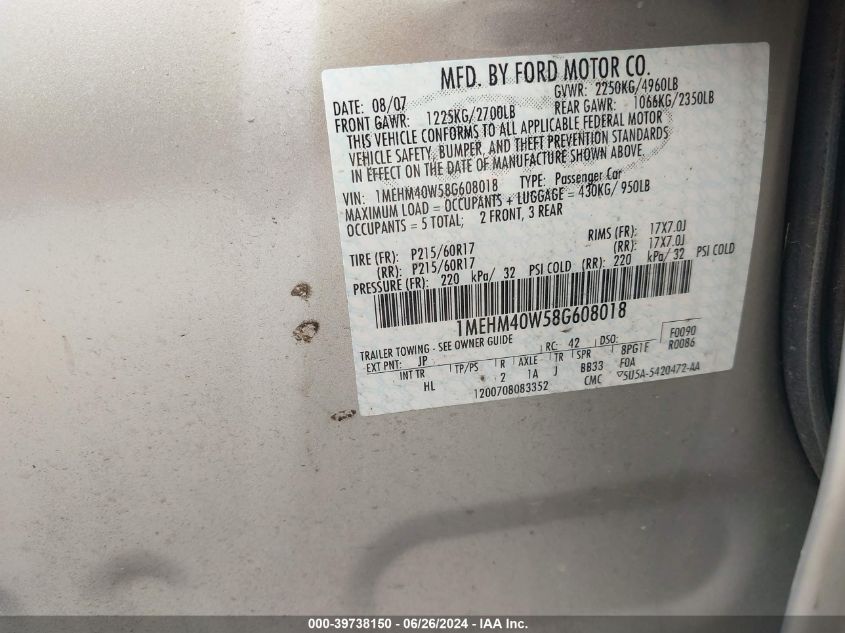 MFD. BY FORD MOTOR CO.
DATE: 08/07 GVWR: 2250KG/4960LB
FRONT GAWR: 1225KG/2700LB REAR GAWR: 1066KG/2350LB
THIS VEHICLE CONFORMS TO ALL APPLICABLE FEDERAL MOTOR
VEHICLE SAFETY, BUMPER, AND THEFT PREVENTION STANDARDS
IN EFFECT ON THE DATE OF MANUFACTURE SHOWN ABOVE.
VIN: 1MEHM40W58G608018 TYPE: Passenger Car
MAXIMUM LOAD = OCCUPANTS + LUGGAGE = 430KG/ 950LB
OCCUPANTS = 5 TOTAL; 2 FRONT, 3 REAR
TIRE (FR): P215/60R17 RIMS (FR): 17X7.0J
(RR): P215/60R17 (RR): 17X7.0J
PRESSURE (FR): 220 kPa/ 32 PSI COLD (RR): 220 kPa/ 32 PSI COLD
1MEHM40W58G608018
TRAILER TOWING - SEE OWNER GUIDE F0090
EXT PNT: JP RC: 42 DSO: R0086
INT TR TP/PS R AXLE TR SPR 8PG1F
HL 2 1A J BB33 F0A
1200708083352 CMC ▽5U5A-5420472-AA
000-39738150 - 06/26/2024 - IAA Inc.